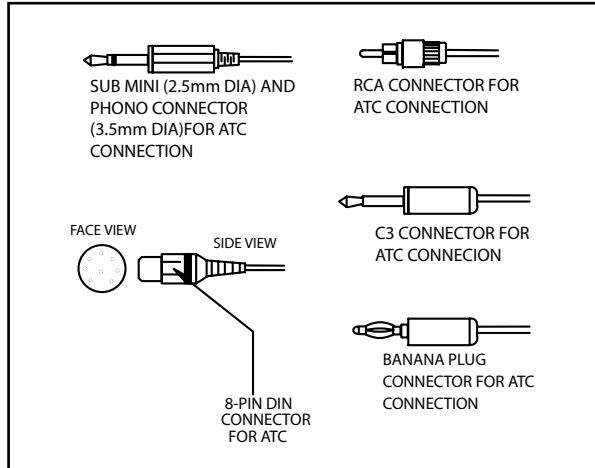 SUB MINI (2.5mm DIA) AND
PHONO CONNECTOR
(3.5mm DIA)FOR ATC
CONNECTION
RCA CONNECTOR FOR
ATC CONNECTION
C3 CONNECTOR FOR
ATC CONNECION
FACE VIEW
SIDE VIEW
8-PIN DIN
CONNECTOR
FOR ATC
BANANA PLUG
CONNECTOR FOR ATC
CONNECTION